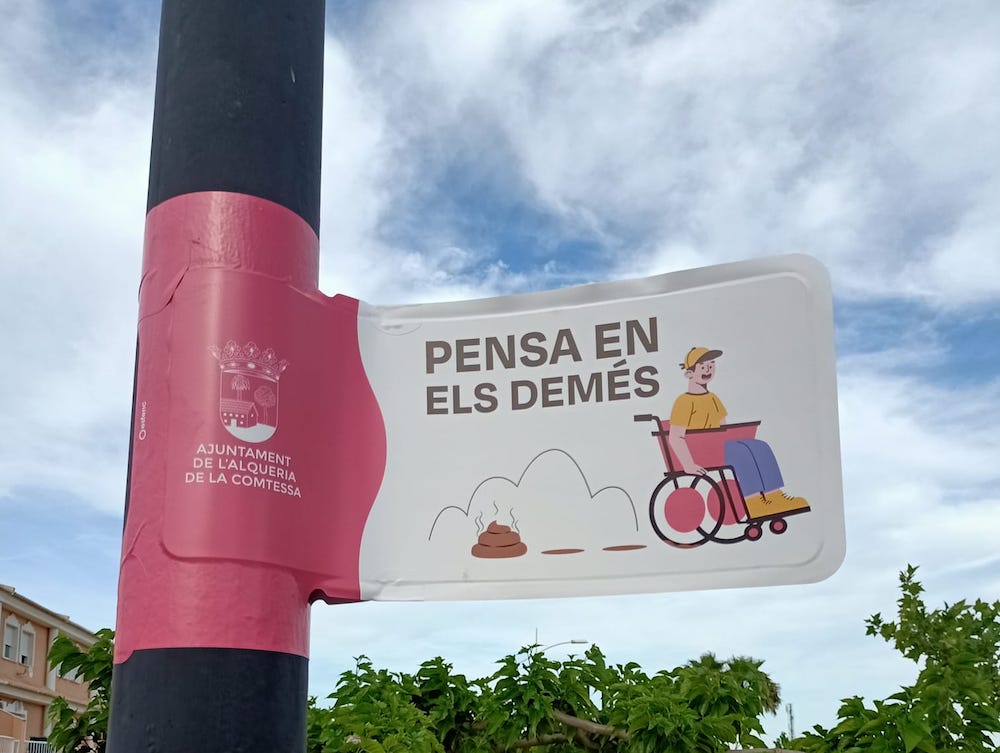 PENSA EN
ELS DEMÉS
AJUNTAMENT
DE L'ALQUERIA
DE LA COMTESSA